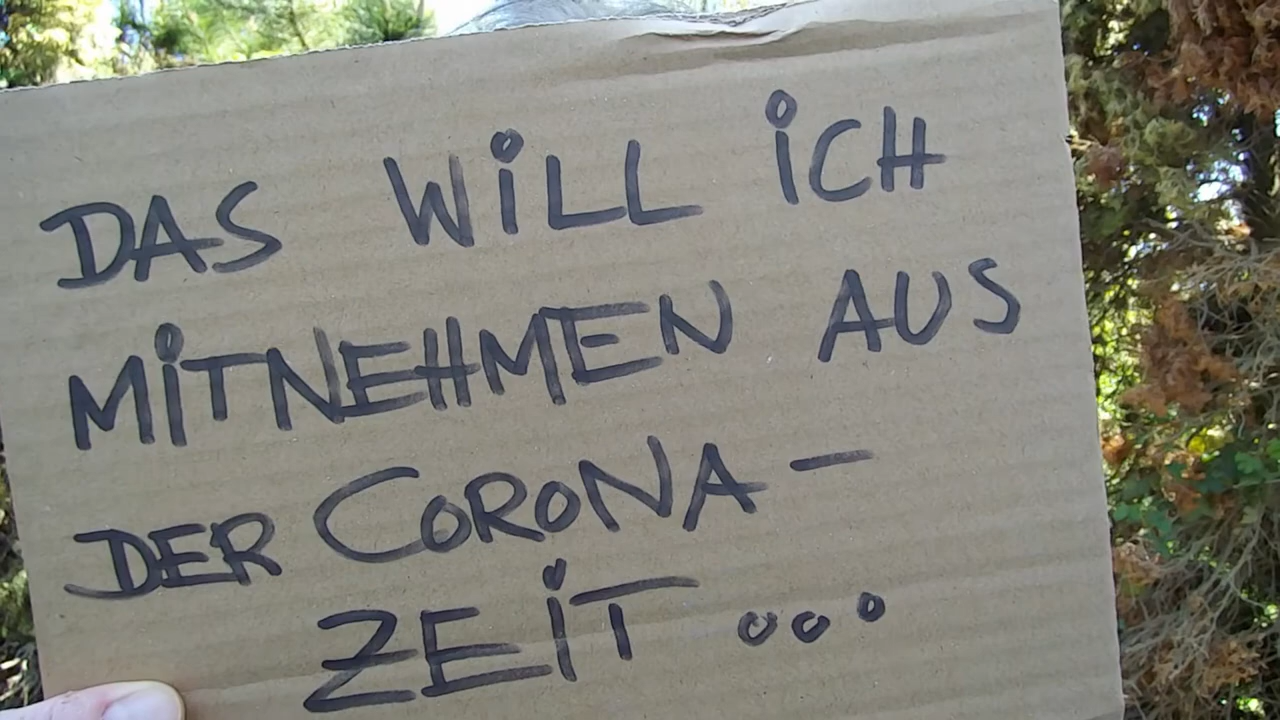 DAS WiLL iCH
MiTNEHMEN AUS
DER CORONA-
ZEiT ...